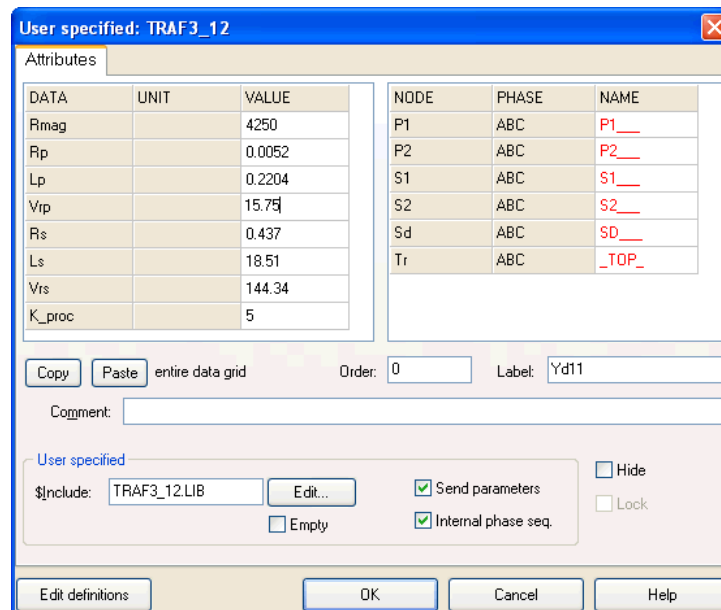 User specified: TRAF3_12
Attributes
DATA UNIT VALUE
Rmag 4250
Rp 0.0052
Lp 0.2204
Vrp 15.75
Rs 0.437
Ls 18.51
Vrs 144.34
K_proc 5
NODE PHASE NAME
P1 ABC P1___
P2 ABC P2___
S1 ABC S1___
S2 ABC S2___
Sd ABC SD___
Tr ABC _TOP_
Copy Paste entire data grid Order: 0 Label: Yd11
Comment:
User specified
$Include: TRAF3_12.LIB Edit... Send parameters Hide
Empty Internal phase seq. Lock
Edit definitions OK Cancel Help